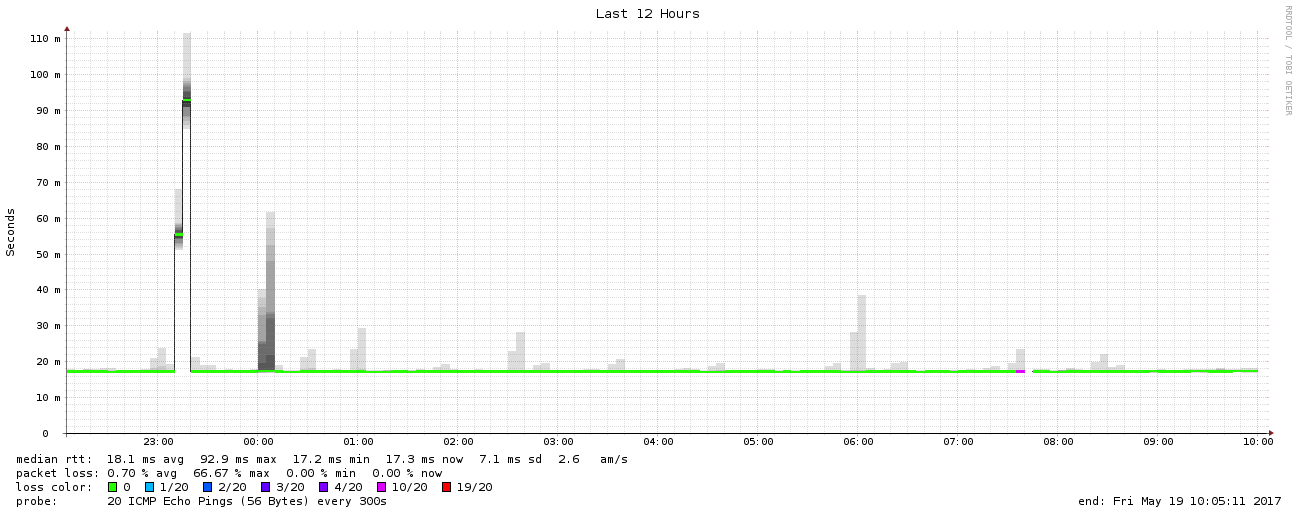 Last 12 Hours
RRDTOOL / TOBI OETIKER
110 m
100 m
90 m
80 m
70 m
60 m
50 m
40 m
30 m
20 m
10 m
0
Seconds
23:00 00:00 01:00 02:00 03:00 04:00 05:00 06:00 07:00 08:00 09:00 10:00
median rtt: 18.1 ms avg 92.9 ms max 17.2 ms min 17.3 ms now 7.1 ms sd 2.6 am/s
packet loss: 0.70 % avg 66.67 % max 0.00 % min 0.00 % now
loss color: 0 1/20 2/20 3/20 4/20 10/20 19/20
probe: 20 ICMP Echo Pings (56 Bytes) every 300s end: Fri May 19 10:05:11 2017